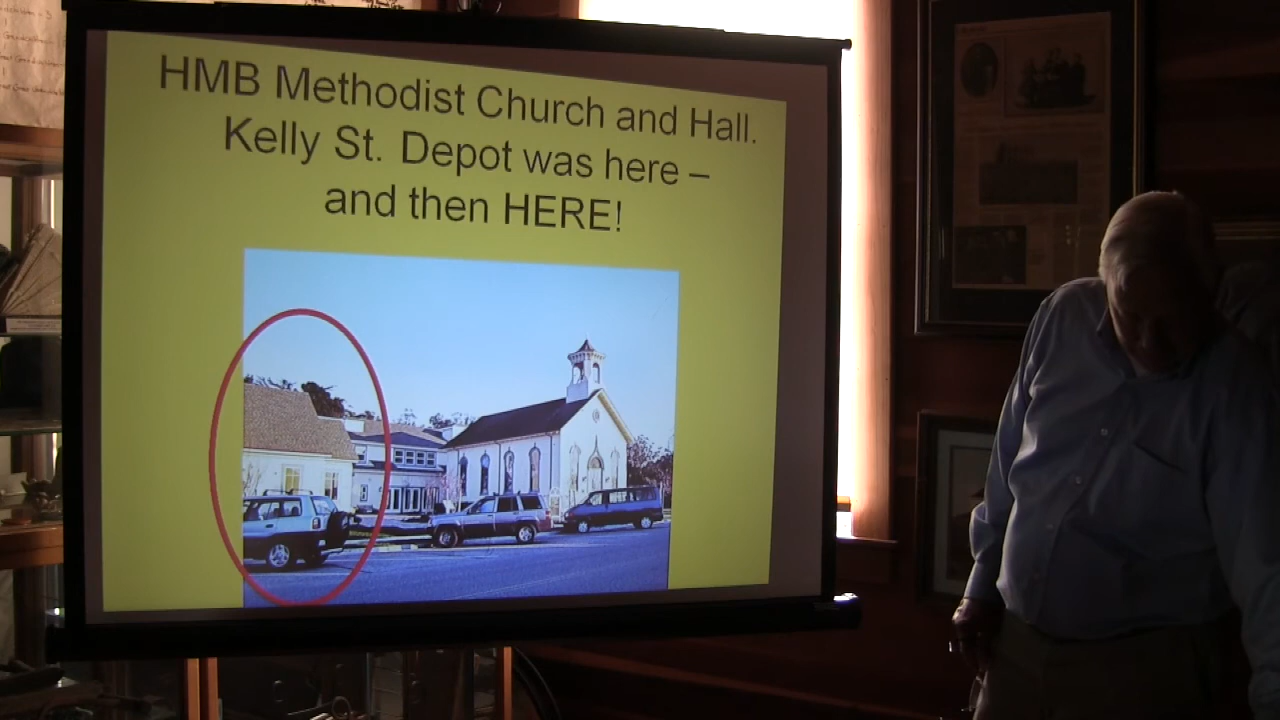 HMB Methodist Church and Hall.
Kelly St. Depot was here –
and then HERE!